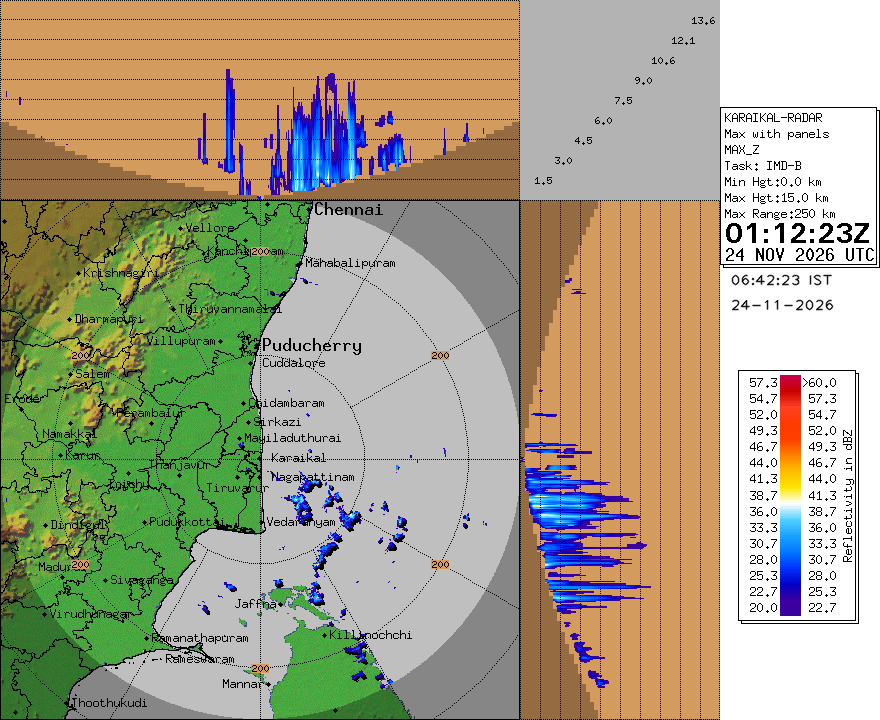 13.6
12.1
10.6
9.0
7.5
6.0
4.5
3.0
1.5
KARAIKAL-RADAR
Max with panels
MAX_Z
Task: IMD-B
Min Hgt:0.0 km
Max Hgt:15.0 km
Max Range:250 km
01:12:23Z
24 NOV 2026 UTC
06:42:23 IST
24-11-2026
Chennai
Vellore
200
Mahabalipuram
Krishnagiri
Thiruvannamalai
Dharmapuri
Villupuram
Puducherry
200
200
Cuddalore
Salem
Erode
Chidambaram
Perambalur
Sirkazi
Namakkal
Mayiladuthurai
Karur
Karaikal
Thanjavur
Nagapattinam
Tiruvarur
Dindigul
Pudukkottai
Vedaranyam
200
200
Sivaganga
Jaffna
Virudhunagar
Ramanathapuram
Killinochchi
Rameswaram
200
Mannar
Thoothukudi
57.3 >60.0
54.7 57.3
52.0 54.7
49.3 52.0
46.7 49.3
44.0 46.7
41.3 44.0
38.7 41.3
36.0 38.7
33.3 36.0
30.7 33.3
28.0 30.7
25.3 28.0
22.7 25.3
20.0 22.7
Reflectivity in dBZ